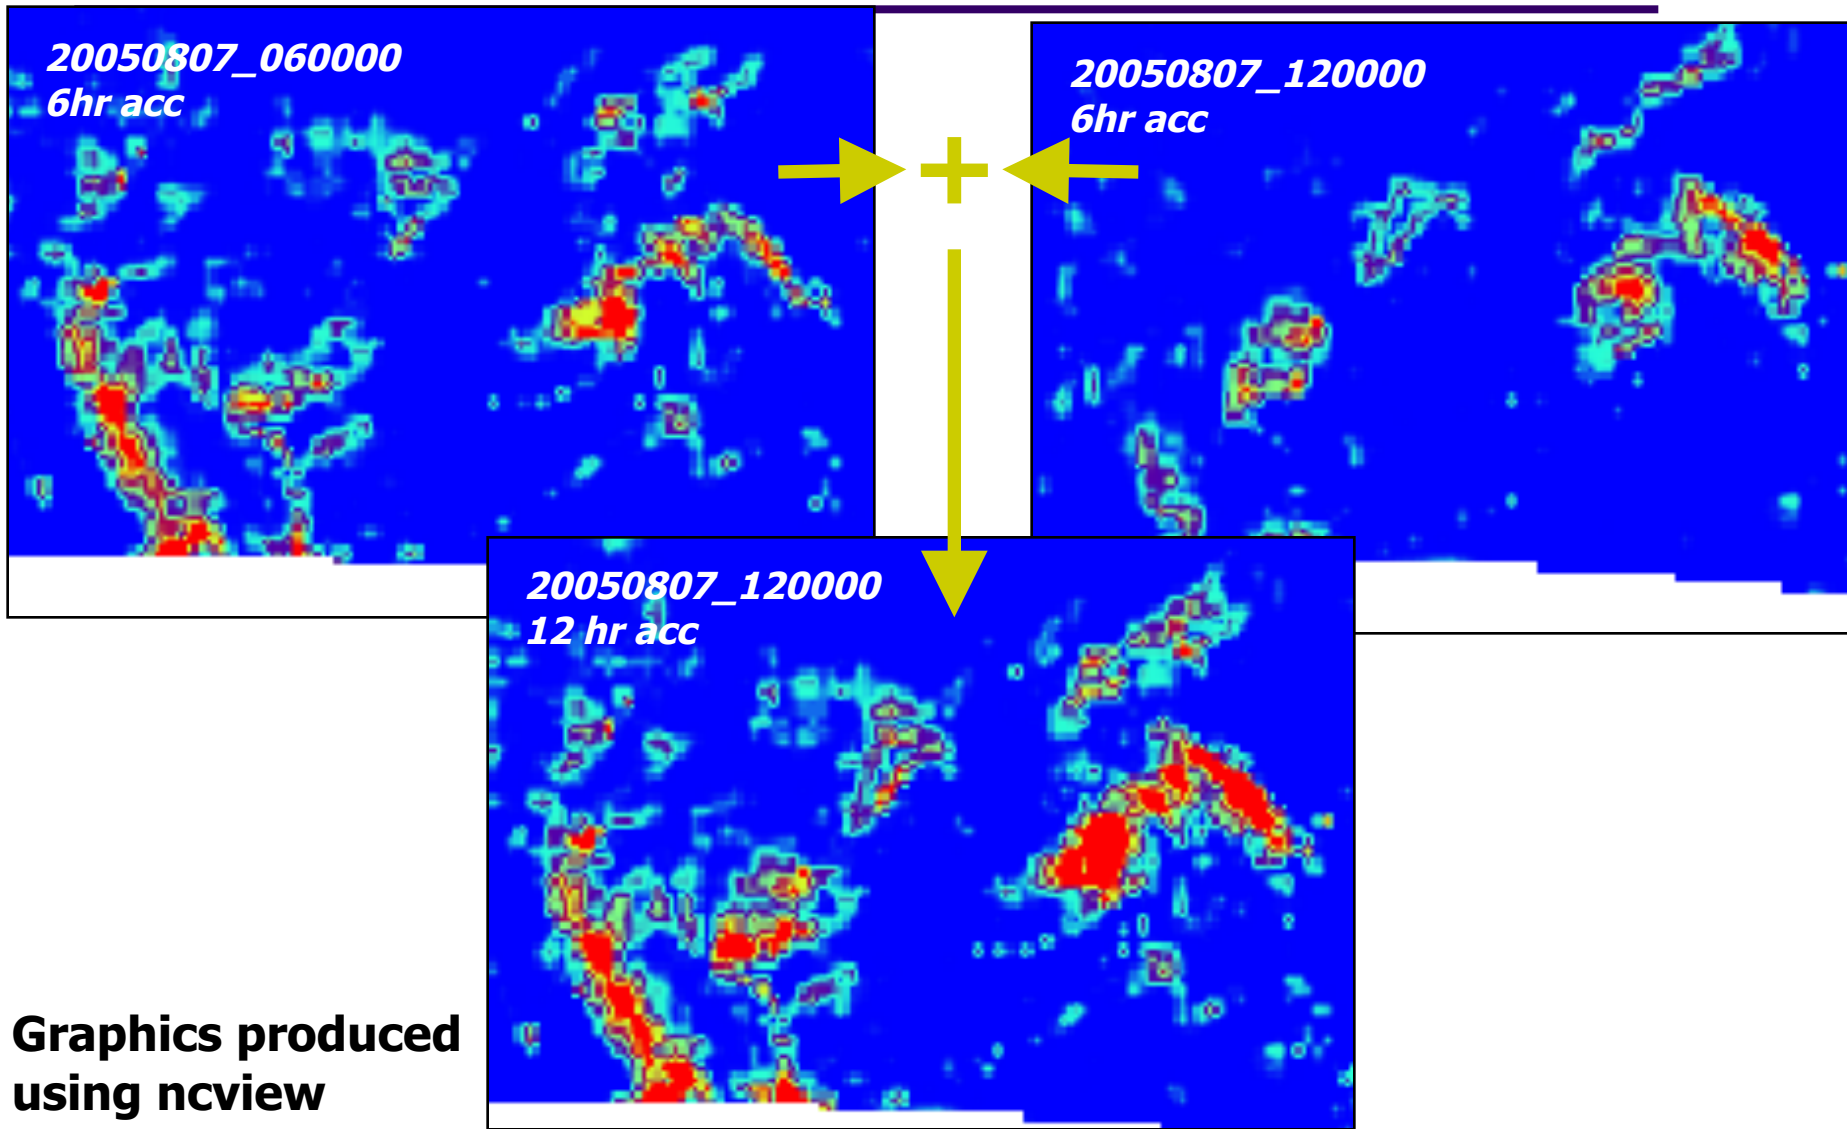 20050807_060000
6hr acc
20050807_120000
6hr acc
+
20050807_120000
12 hr acc
Graphics produced
using ncview